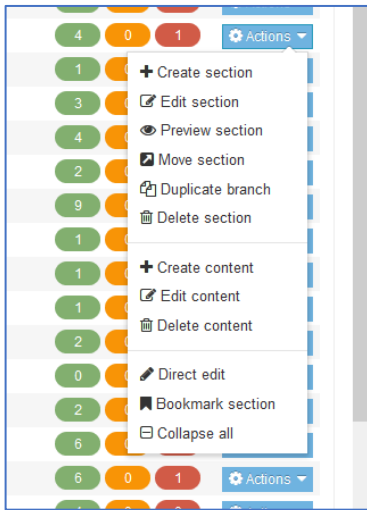 4 0 1 Actions
1
Create section
3
Edit section
4
Preview section
2
Move section
Duplicate branch
9
Delete section
1
1
Create content
1
Edit content
2
Delete content
0
Direct edit
2
Bookmark section
6
Collapse all
6 0 1 Actions